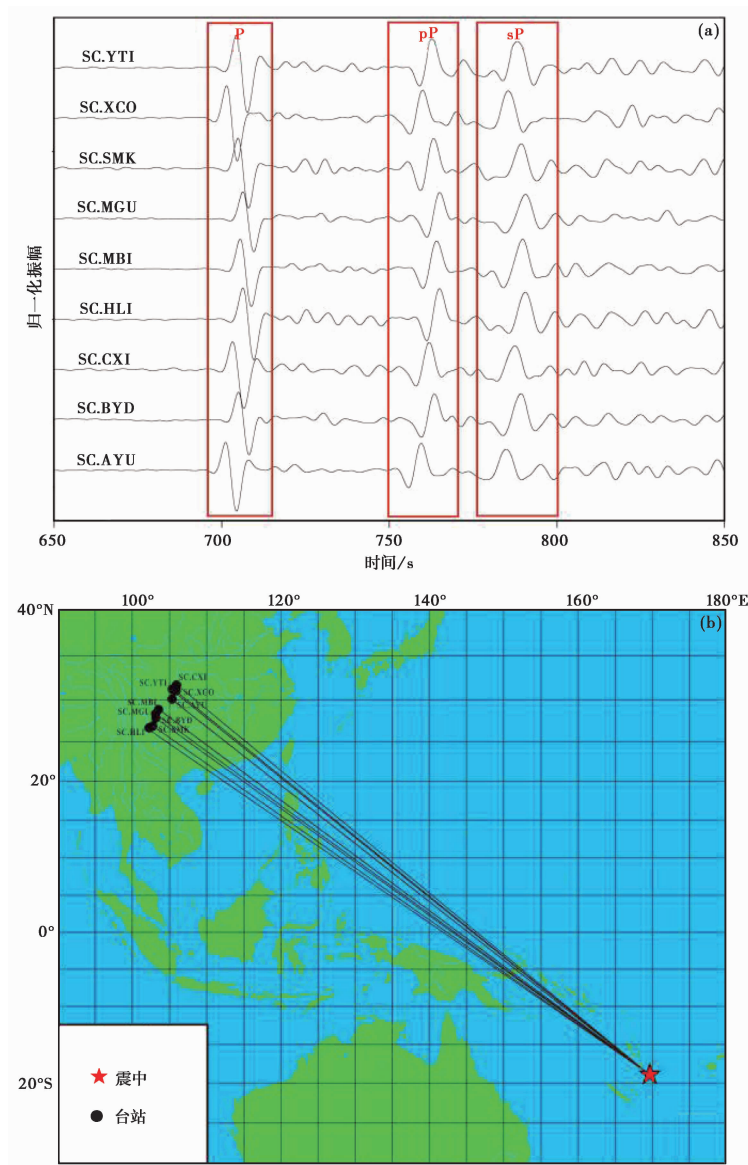 P pP sP (a)
SC.YTI
SC.XCO
SC.SMK
SC.MGU
SC.MBI
SC.HLI
SC.CXI
SC.BYD
SC.AYU
归一化振幅
650 700 750 800 850
时间/s
100° 120° 140° 160° 180°E
40°N
(b)
SC.CXI
SC.YTI
SC.XCO
SC.MBI
SC.AYU
SC.MGU
SC.BYD
SC.HLI
SC.SMK
20°
0°
20°S
震中
台站